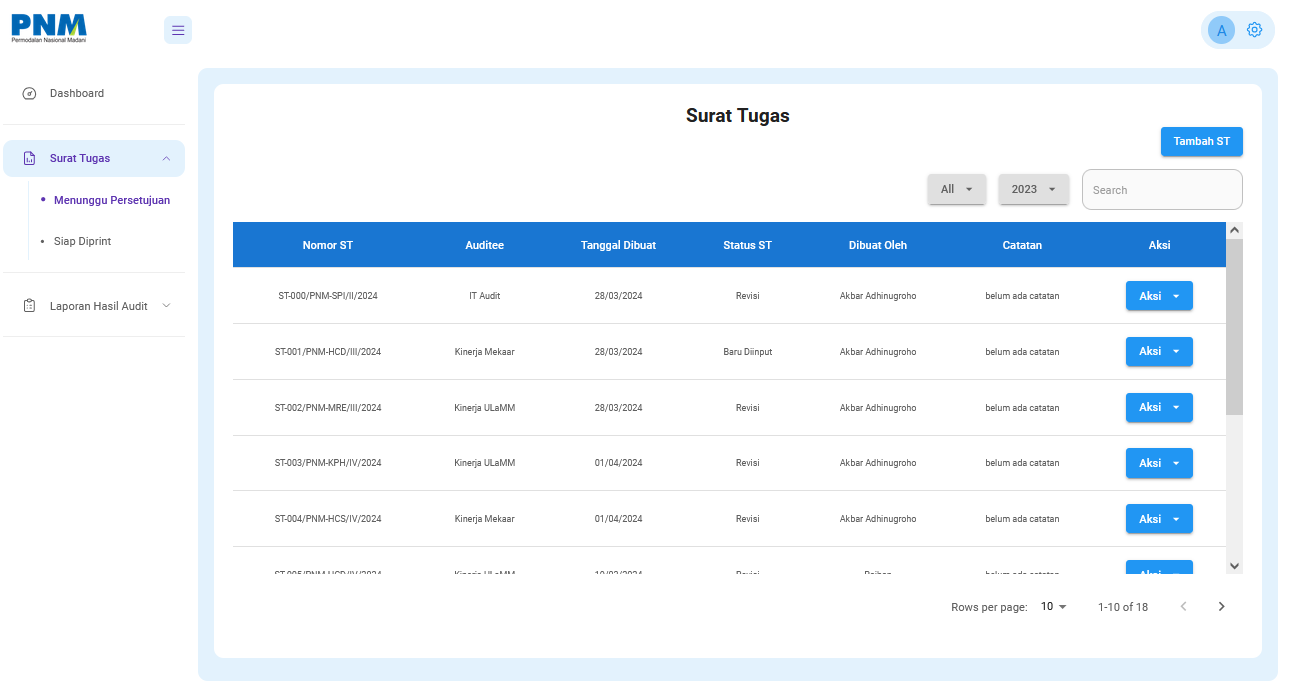 PNM
Permodalan Nasional Madani
A
Dashboard
Surat Tugas
Menunggu Persetujuan
Siap Diprint
Laporan Hasil Audit
Surat Tugas
Tambah ST
All 2023 Search
Nomor ST Auditee Tanggal Dibuat Status ST Dibuat Oleh Catatan Aksi
ST-000/PNM-SPI/II/2024 IT Audit 28/03/2024 Revisi Akbar Adhinugroho belum ada catatan Aksi
ST-001/PNM-HCD/III/2024 Kinerja Mekaar 28/03/2024 Baru Diinput Akbar Adhinugroho belum ada catatan Aksi
ST-002/PNM-MRE/III/2024 Kinerja ULaMM 28/03/2024 Revisi Akbar Adhinugroho belum ada catatan Aksi
ST-003/PNM-KPH/IV/2024 Kinerja ULaMM 01/04/2024 Revisi Akbar Adhinugroho belum ada catatan Aksi
ST-004/PNM-HCS/IV/2024 Kinerja Mekaar 01/04/2024 Revisi Akbar Adhinugroho belum ada catatan Aksi
Kinerja ULaMM Revisi belum ada catatan Aksi
Rows per page: 10 1-10 of 18